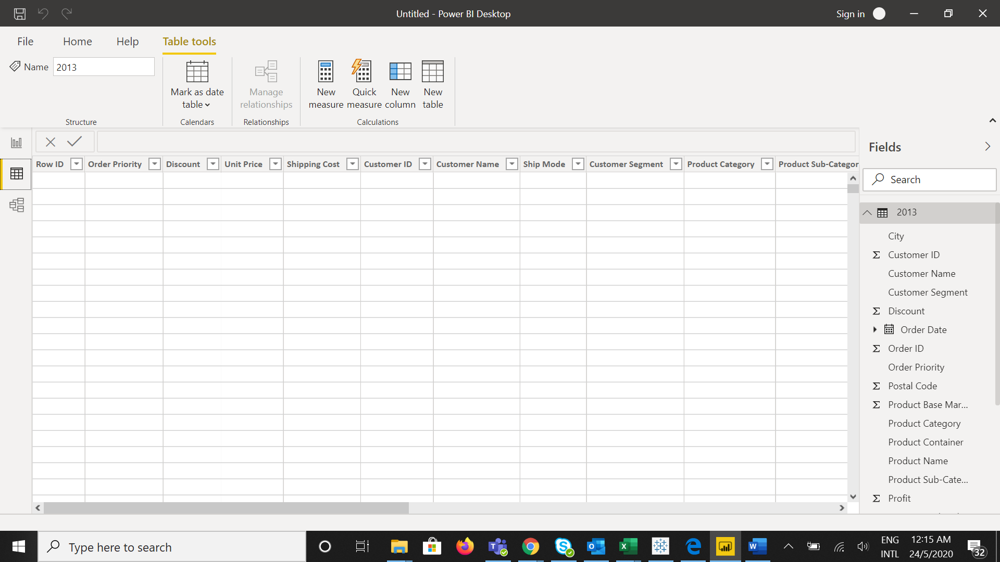 Untitled - Power BI Desktop
Sign in
File Home Help Table tools
Name 2013
Mark as date
table
Manage
relationships
New
measure
Quick
measure
New
column
New
table
Structure Calendars Relationships Calculations
Row ID Order Priority Discount Unit Price Shipping Cost Customer ID Customer Name Ship Mode Customer Segment Product Category Product Sub-Categor
Fields
Search
2013
City
Σ Customer ID
Customer Name
Customer Segment
Σ Discount
Order Date
Σ Order ID
Order Priority
Σ Postal Code
Σ Product Base Mar...
Product Category
Product Container
Product Name
Product Sub-Cate...
Σ Profit
Type here to search
ENG
INTL
12:15 AM
24/5/2020
32